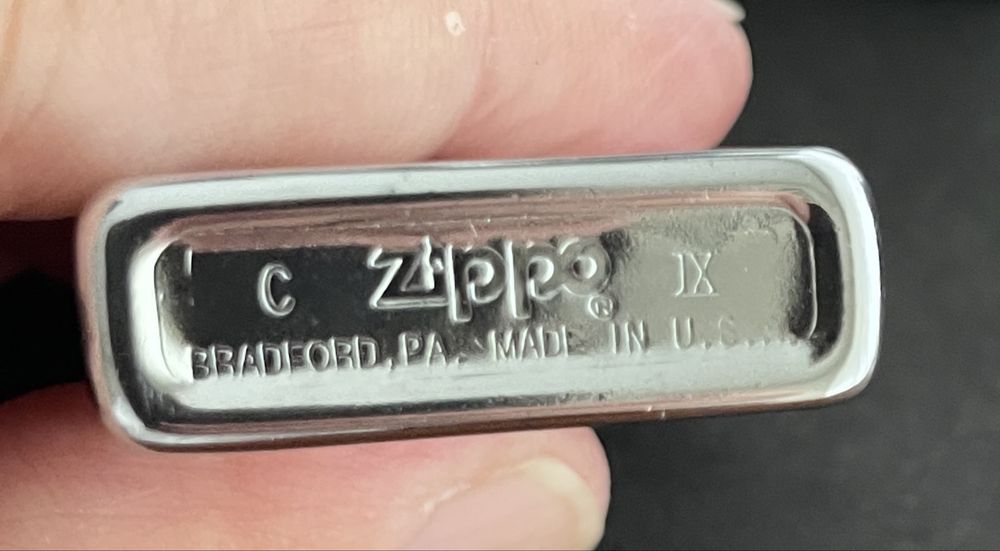 C zippo ® IX
BRADFORD, PA. MADE IN U.S.A.